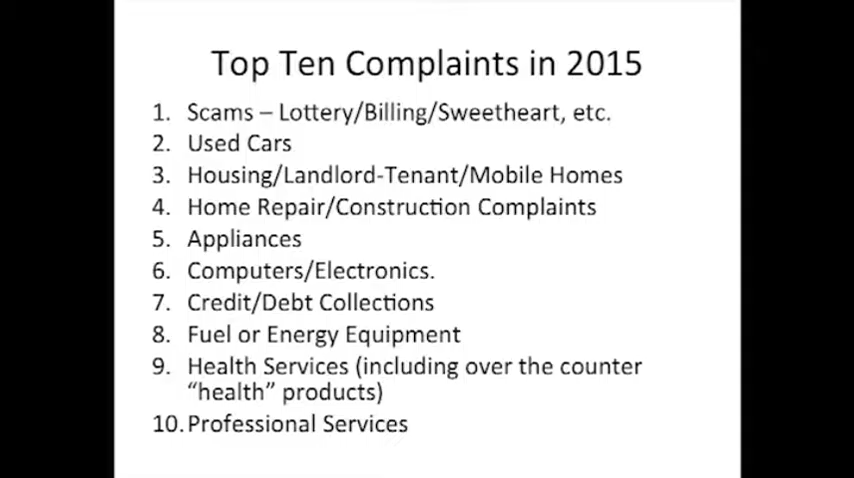 Top Ten Complaints in 2015
1. Scams – Lottery/Billing/Sweetheart, etc.
2. Used Cars
3. Housing/Landlord-Tenant/Mobile Homes
4. Home Repair/Construction Complaints
5. Appliances
6. Computers/Electronics.
7. Credit/Debt Collections
8. Fuel or Energy Equipment
9. Health Services (including over the counter
“health” products)
10. Professional Services